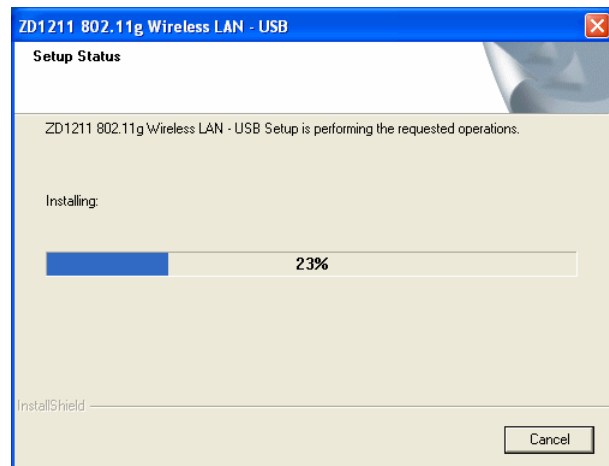 ZD1211 802.11g Wireless LAN - USB
Setup Status
ZD1211 802.11g Wireless LAN - USB Setup is performing the requested operations.
Installing:
23%
InstallShield
Cancel